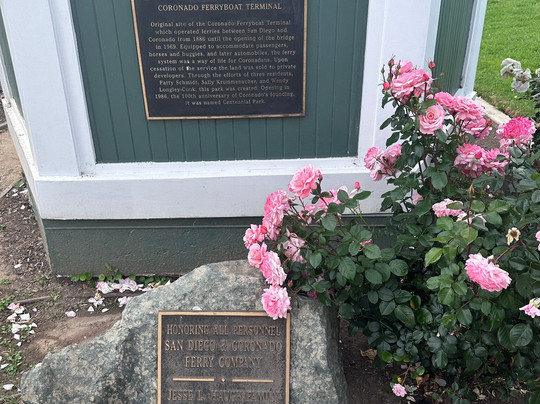 CORONADO FERRYBOAT TERMINAL
Original site of the Coronado Ferryboat Terminal
which operated ferries between San Diego and
Coronado from 1886 until the opening of the bridge
in 1969. Equipped to accommodate passengers,
horses and buggies, and later automobiles, the ferry
system was a way of life for Coronadans. Upon
cessation of the service the land was sold to private
developers. Through the efforts of three residents,
Patty Schmidt, Sally Krummenacher, and Wendy
Longley-Cook, this park was created. Opening in
1986, the 100th anniversary of Coronado's founding,
it was named Centennial Park.
HONORING ALL PERSONNEL
SAN DIEGO & CORONADO
FERRY COMPANY
JESSE L. FAMILY